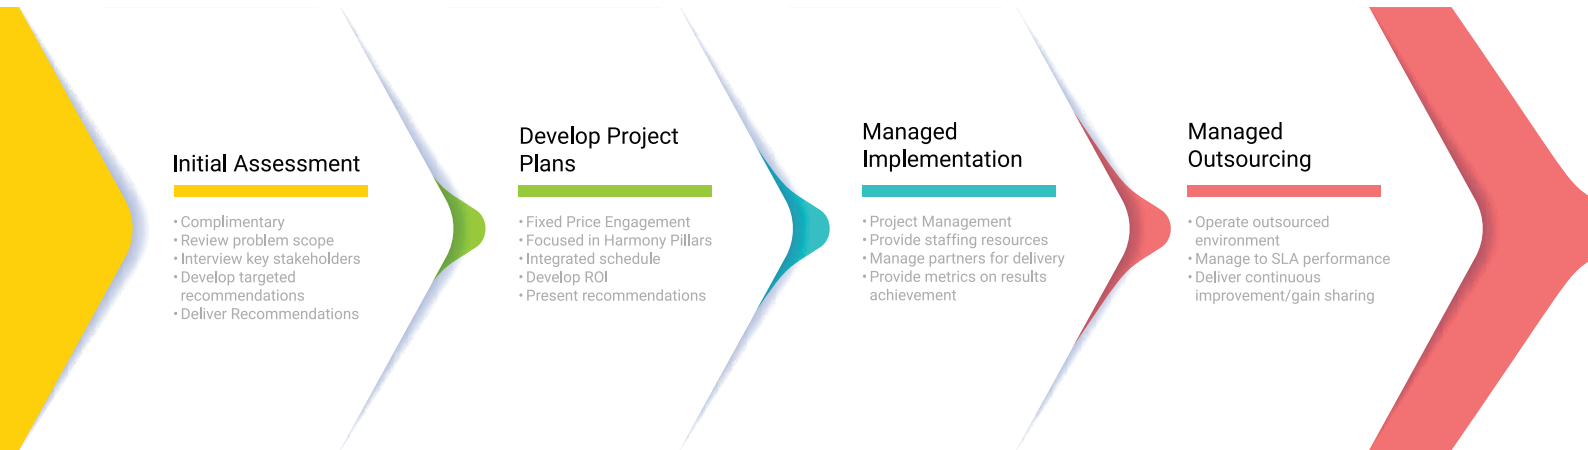 Initial Assessment
• Complimentary
• Review problem scope
• Interview key stakeholders
• Develop targeted
recommendations
• Deliver Recommendations
Develop Project
Plans
• Fixed Price Engagement
• Focused in Harmony Pillars
• Integrated schedule
• Develop ROI
• Present recommendations
Managed
Implementation
• Project Management
• Provide staffing resources
• Manage partners for delivery
• Provide metrics on results
achievement
Managed
Outsourcing
• Operate outsourced
environment
• Manage to SLA performance
• Deliver continuous
improvement/gain sharing